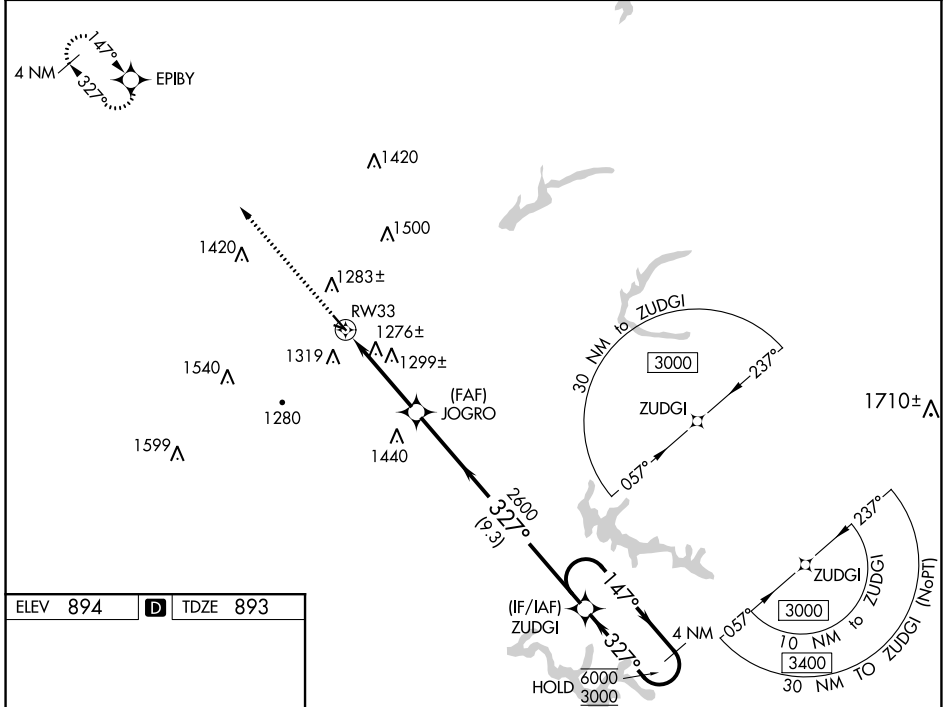 147°
4 NM
327°
EPIBY
1420
1500
1420
1283±
RW33
1276±
1319
1299±
1540
1280
(FAF)
JOGRO
1599
1440
30 NM to ZUDGI
3000
237°
ZUDGI
057°
1710±
2600
327°
(9.3)
237°
ZUDGI
057°
3000
10 NM to ZUDGI
3400
30 NM TO ZUDGI (NoPT)
147°
(IF/IAF)
ZUDGI
4 NM
327°
HOLD 6000
3000
ELEV 894 D TDZE 893